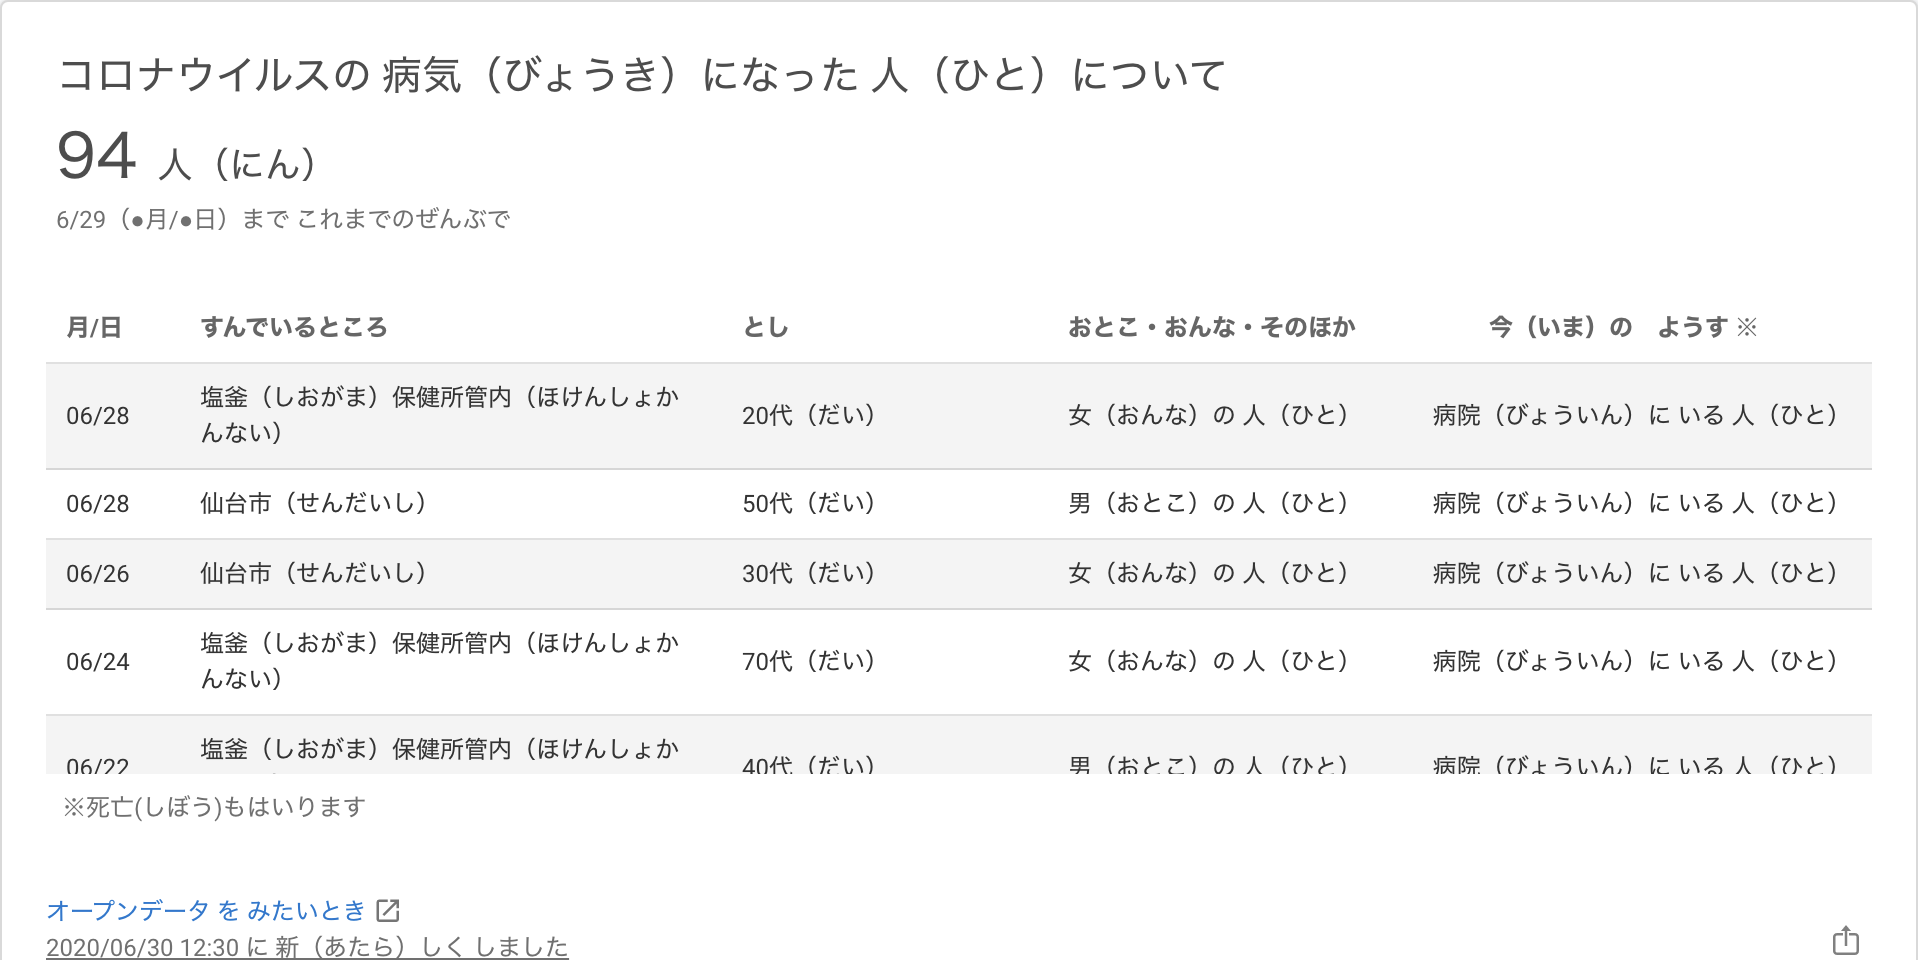 コロナウイルスの 病気（びょうき）になった 人（ひと）について
94 人（にん）
6/29（●月/●日）まで これまでのぜんぶで
月/日 すんでいるところ とし おとこ・おんな・そのほか 今（いま）の　ようす ※
06/28 塩釜（しおがま）保健所管内（ほけんしょか 20代（だい） 女（おんな）の 人（ひと） 病院（びょういん）に いる 人（ひと）
んない）
06/28 仙台市（せんだいし） 50代（だい） 男（おとこ）の 人（ひと） 病院（びょういん）に いる 人（ひと）
06/26 仙台市（せんだいし） 30代（だい） 女（おんな）の 人（ひと） 病院（びょういん）に いる 人（ひと）
06/24 塩釜（しおがま）保健所管内（ほけんしょか 70代（だい） 女（おんな）の 人（ひと） 病院（びょういん）に いる 人（ひと）
んない）
06/22 塩釜（しおがま）保健所管内（ほけんしょか 40代（だい） 男（おとこ）の 人（ひと） 病院（びょういん）に いる 人（ひと）
※死亡(しぼう)もはいります
オープンデータ を みたいとき
2020/06/30 12:30 に 新（あたら）しく しました